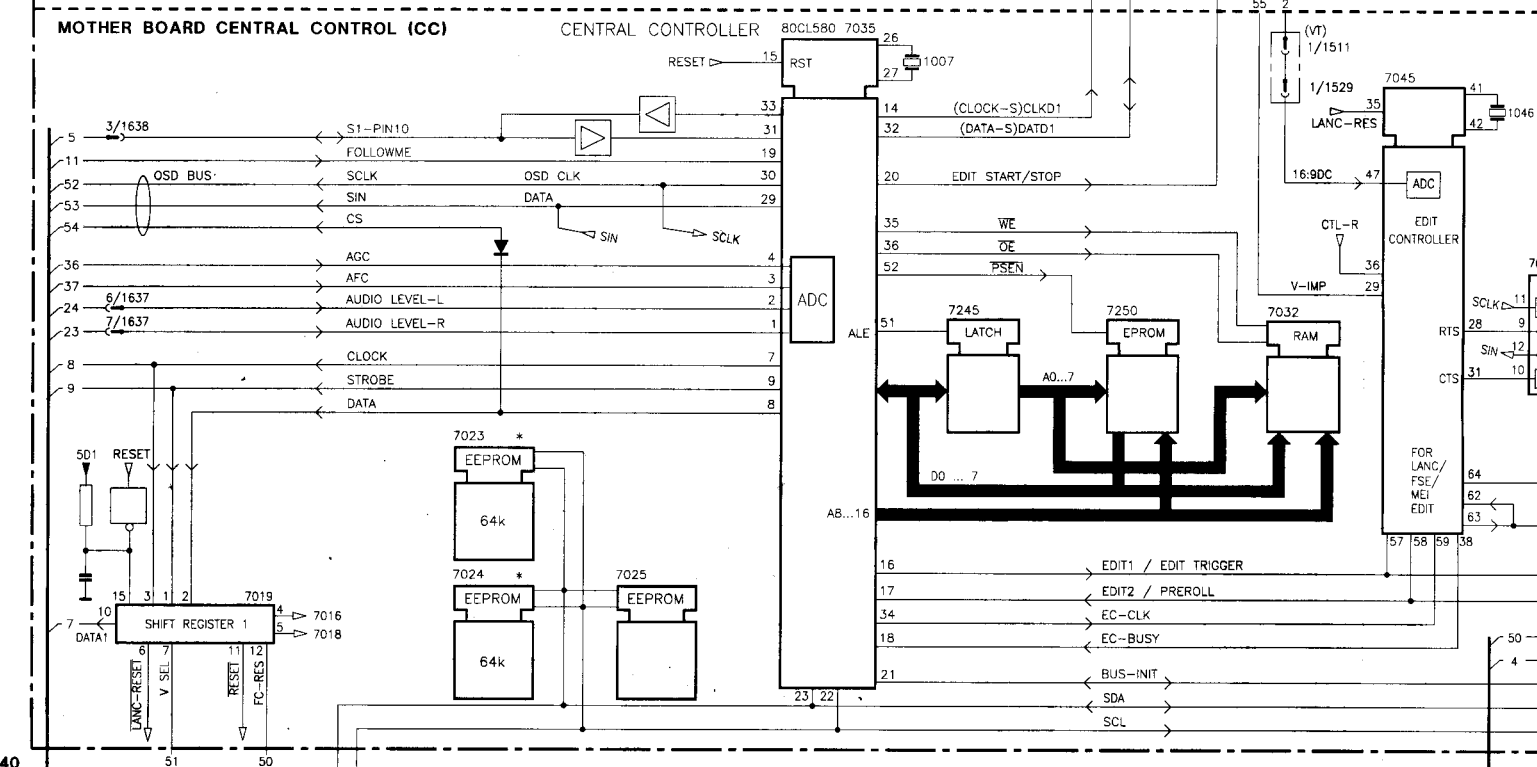 MOTHER BOARD CENTRAL CONTROL (CC)
CENTRAL CONTROLLER
80CL580 7035
RESET
15
RST
26
27
1007
55 2
(VT)
1/1511
1/1529
7045
35
LANC-RES
41
42
1046
33
14
(CLOCK-S)CLKD1
32
(DATA-S)DATD1
5
3/1638
S1-PIN10
31
11
FOLLOWME
19
52
OSD BUS
SCLK
OSD CLK
30
20
EDIT START/STOP
16:9DC
47
ADC
53
SIN
DATA
29
54
CS
SIN
SCLK
35
WE
36
OE
52
PSEN
CTL-R
EDIT
CONTROLLER
36
29
V-IMP
36
AGC
4
37
AFC
3
24
6/1637
AUDIO LEVEL-L
2
23
7/1637
AUDIO LEVEL-R
1
ADC
ALE
51
7245
LATCH
7250
EPROM
7032
RAM
SCLK
11
RTS
28
9
SIN
12
CTS
31
10
8
CLOCK
7
9
STROBE
9
DATA
8
A0...7
D0 ... 7
A8...16
5D1
RESET
7023 *
EEPROM
64k
7024 *
EEPROM
64k
7025
EEPROM
FOR
LANC/
FSE/
MEI
EDIT
64
62
63
57
58
59
38
15
3
1
2
7019
7
10
DATA1
SHIFT REGISTER 1
4
7016
5
7018
6
7
11
12
LANC-RESET
V SEL
RESET
FC-RES
16
EDIT1 / EDIT TRIGGER
17
EDIT2 / PREROLL
34
EC-CLK
18
EC-BUSY
21
BUS-INIT
23
22
SDA
SCL
50
4
40
51
50